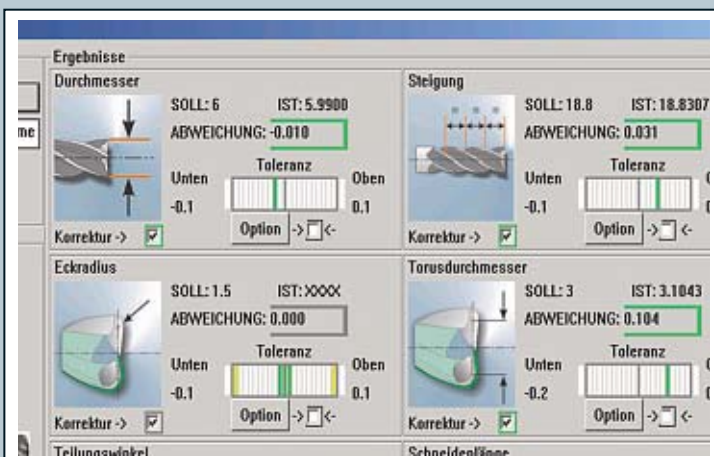 Ergebnisse
Durchmesser
SOLL: 6 IST: 5.9900
ABWEICHUNG: -0.010
Toleranz
Unten Oben
-0.1 0.1
Option -> <-
Korrektur ->
Steigung
SOLL: 18.8 IST: 18.8307
ABWEICHUNG: 0.031
Toleranz
Unten
-0.1
Option -> <-
Korrektur ->
me
Eckradius
SOLL: 1.5 IST: XXXX
ABWEICHUNG: 0.000
Toleranz
Unten Oben
-0.1 0.1
Option -> <-
Korrektur ->
Torusdurchmesser
SOLL: 3 IST: 3.1043
ABWEICHUNG: 0.104
Toleranz
Unten
-0.2
Option -> <-
Korrektur ->
Teilungswinkel
Schneidenlänge